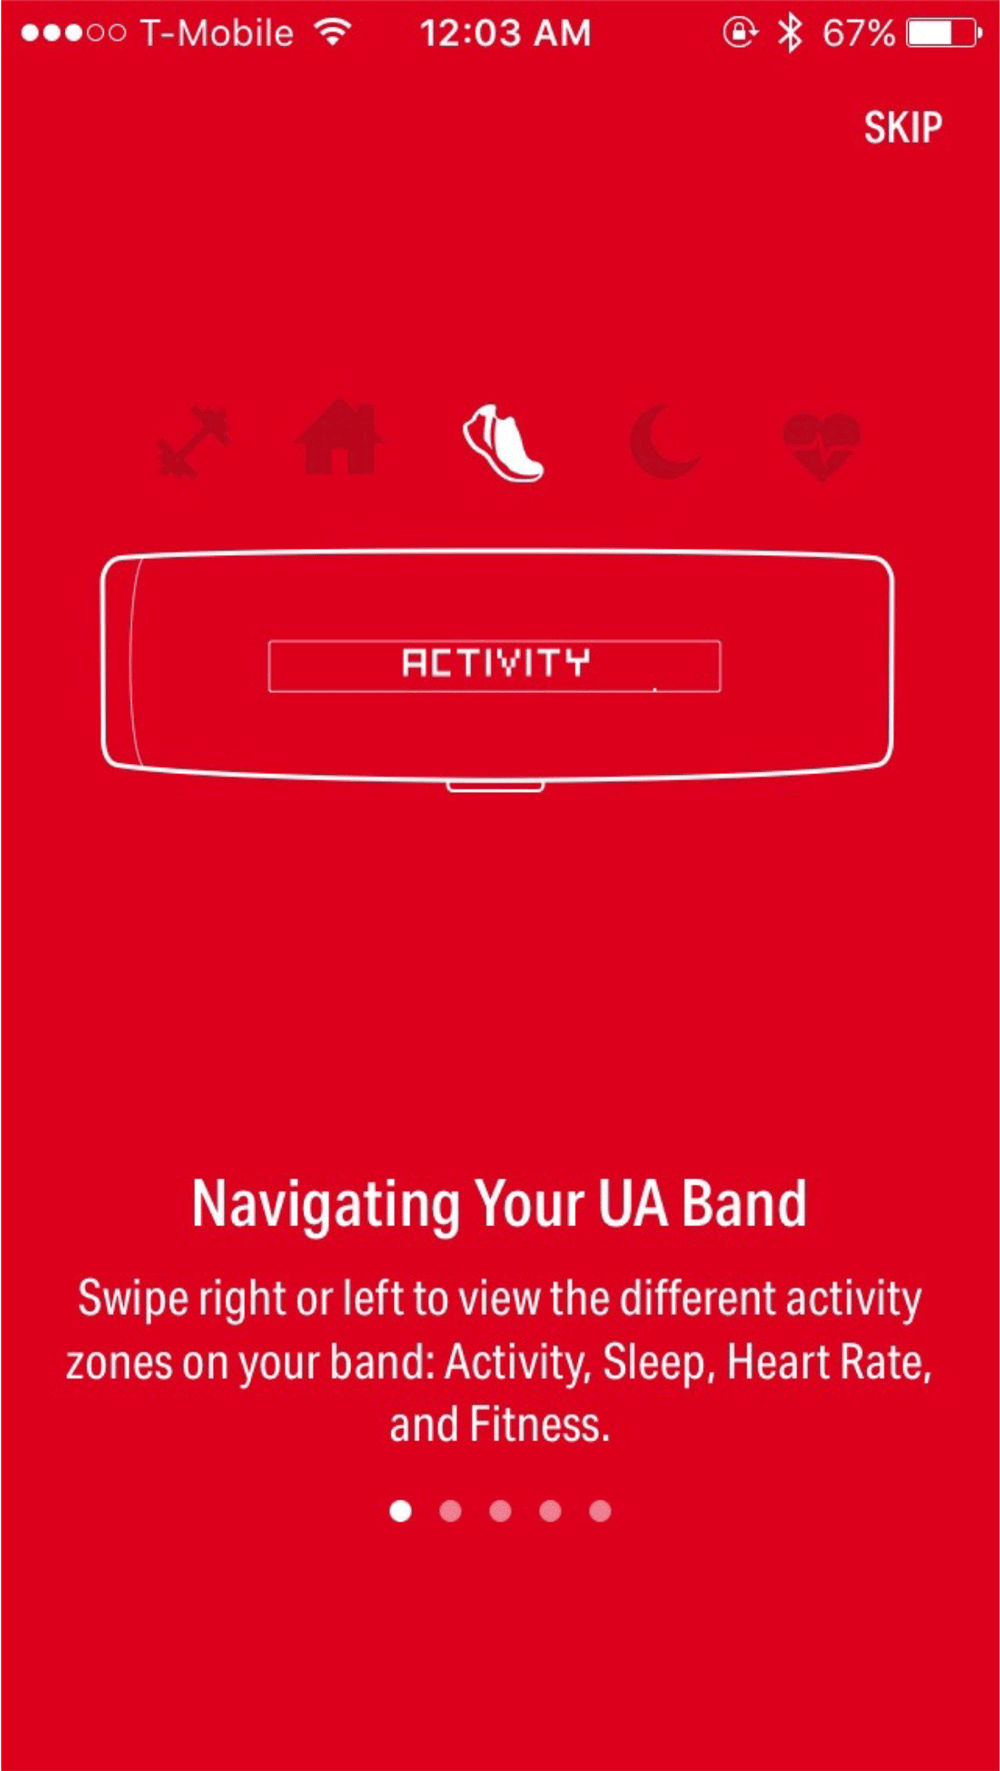 T-Mobile 12:03 AM 67%
SKIP
ACTIVITY
Navigating Your UA Band
Swipe right or left to view the different activity
zones on your band: Activity, Sleep, Heart Rate,
and Fitness.